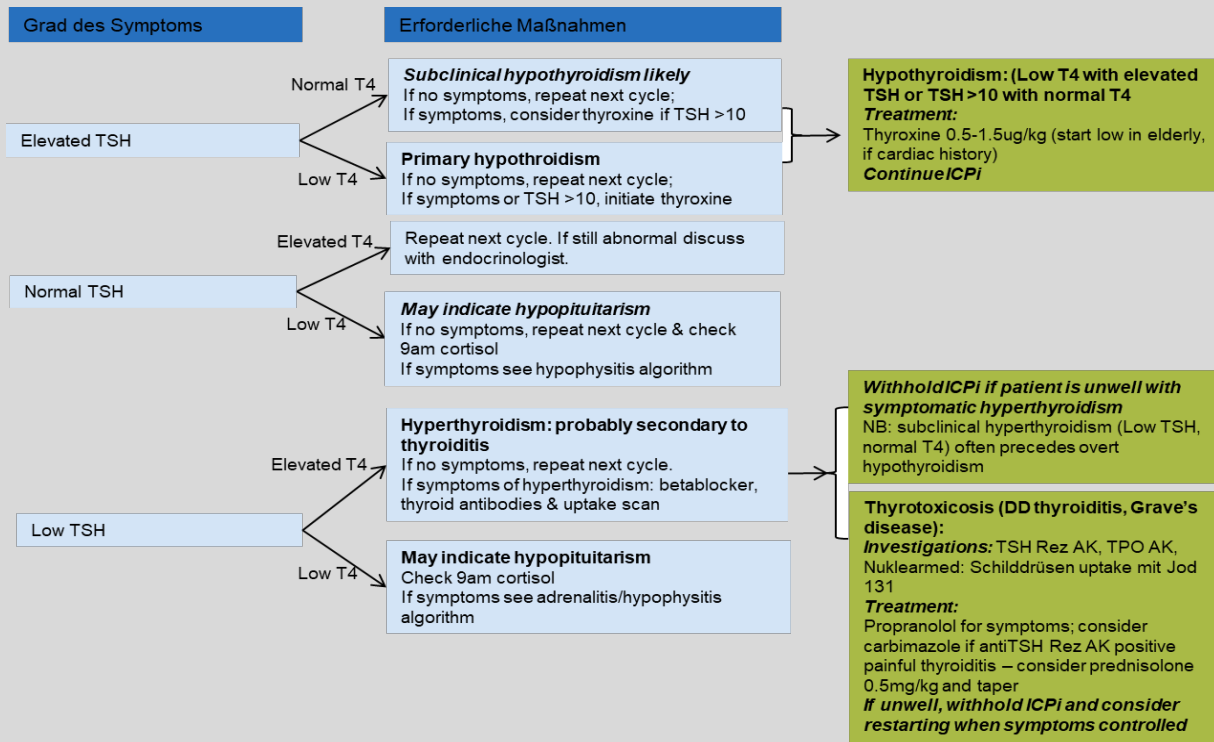 Grad des Symptoms
Erforderliche Maßnahmen
Elevated TSH
Normal T4
Subclinical hypothyroidism likely
If no symptoms, repeat next cycle;
If symptoms, consider thyroxine if TSH >10
Low T4
Primary hypothroidism
If no symptoms, repeat next cycle;
If symptoms or TSH >10, initiate thyroxine
Hypothyroidism: (Low T4 with elevated
TSH or TSH >10 with normal T4
Treatment:
Thyroxine 0.5-1.5ug/kg (start low in elderly,
if cardiac history)
Continue ICPi
Normal TSH
Elevated T4
Repeat next cycle. If still abnormal discuss
with endocrinologist.
Low T4
May indicate hypopituitarism
If no symptoms, repeat next cycle & check
9am cortisol
If symptoms see hypophysitis algorithm
Low TSH
Elevated T4
Hyperthyroidism: probably secondary to
thyroiditis
If no symptoms, repeat next cycle.
If symptoms of hyperthyroidism: betablocker,
thyroid antibodies & uptake scan
Low T4
May indicate hypopituitarism
Check 9am cortisol
If symptoms see adrenalitis/hypophysitis
algorithm
Withhold ICPi if patient is unwell with
symptomatic hyperthyroidism
NB: subclinical hyperthyroidism (Low TSH,
normal T4) often precedes overt
hypothyroidism
Thyrotoxicosis (DD thyroiditis, Grave's
disease):
Investigations: TSH Rez AK, TPO AK,
Nuklearmed: Schilddrüsen uptake mit Jod
131
Treatment:
Propranolol for symptoms; consider
carbimazole if antiTSH Rez AK positive
painful thyroiditis – consider prednisolone
0.5mg/kg and taper
If unwell, withhold ICPi and consider
restarting when symptoms controlled